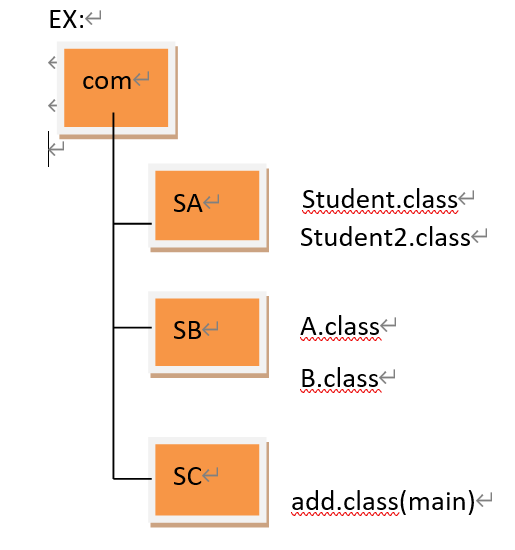 EX:
com
SA
Student.class
Student2.class
SB
A.class
B.class
SC
add.class(main)